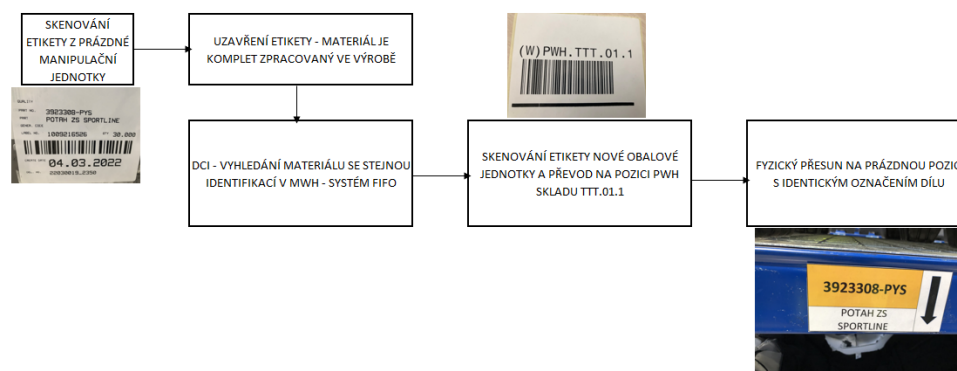 SKENOVÁNÍ
ETIKETY Z PRÁZDNÉ
MANIPULAČNÍ
JEDNOTKY
UZAVŘENÍ ETIKETY - MATERIÁL JE
KOMPLET ZPRACOVANÝ VE VÝROBĚ
(W)PWH.TTT.01.1
3923308-PYS
POTAH ZS SPORTLINE
1009216526 30.000
04.03.2022
DCI - VYHLEDÁNÍ MATERIÁLU SE STEJNOU
IDENTIFIKACÍ V MWH - SYSTÉM FIFO
SKENOVÁNÍ ETIKETY NOVÉ OBALOVÉ
JEDNOTKY A PŘEVOD NA POZICI PWH
SKLADU TTT.01.1
FYZICKÝ PŘESUN NA PRÁZDNOU POZIC
S IDENTICKÝM OZNAČENÍM DÍLU
3923308-PYS
POTAH ZS
SPORTLINE